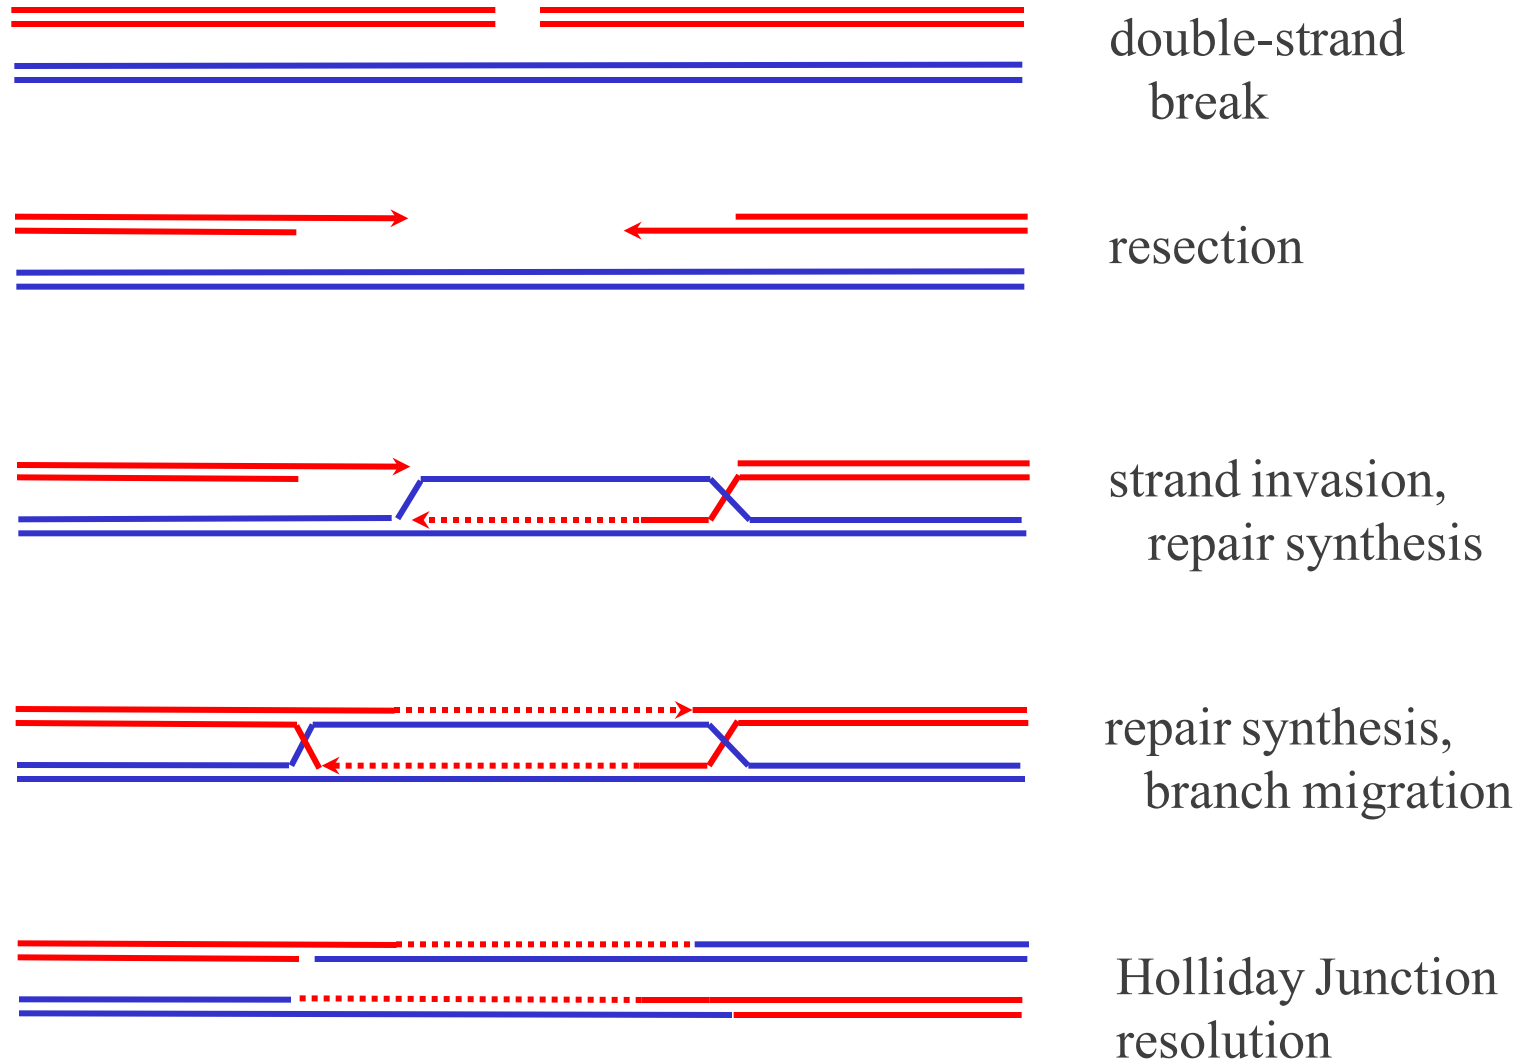 double-strand
break
resection
strand invasion,
repair synthesis
repair synthesis,
branch migration
Holliday Junction
resolution